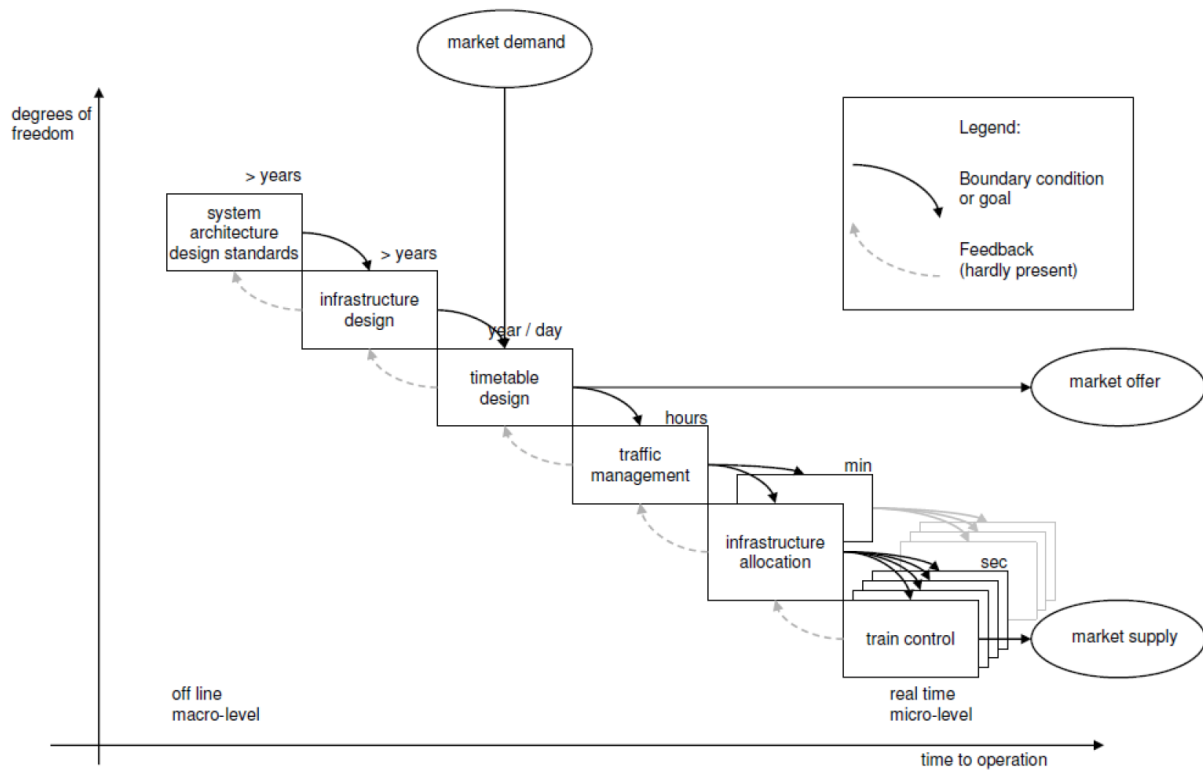 market demand
degrees of
freedom
Legend:
Boundary condition
or goal
Feedback
(hardly present)
> years
system
architecture
design standards
> years
infrastructure
design
year / day
timetable
design
market offer
hours
traffic
management
min
infrastructure
allocation
sec
train control
market supply
off line
macro-level
real time
micro-level
time to operation